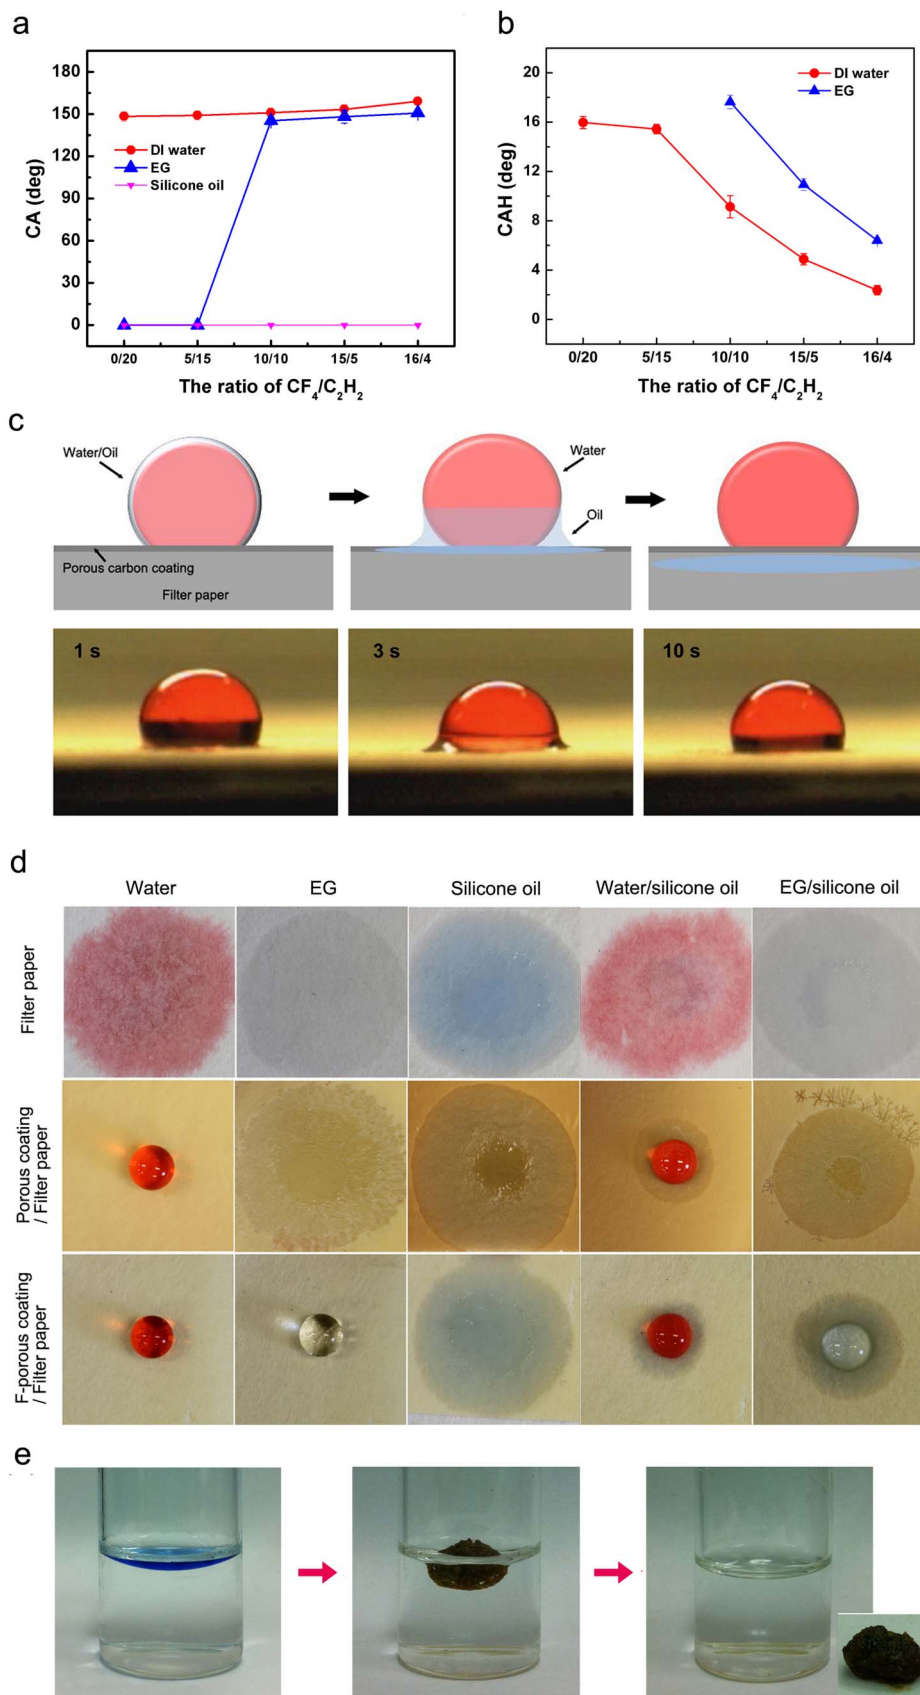 a
180
150
120
90
60
30
0
CA (deg)
DI water
EG
Silicone oil
0/20 5/15 10/10 15/5 16/4
The ratio of CF4/C2H2
b
20
16
12
8
4
0
CAH (deg)
DI water
EG
0/20 5/15 10/10 15/5 16/4
The ratio of CF4/C2H2
c
Water/Oil
Porous carbon coating
Filter paper
Water
Oil
1 s
3 s
10 s
d
Water EG Silicone oil Water/silicone oil EG/silicone oil
Filter paper
Porous coating
/ Filter paper
F-porous coating
/ Filter paper
e